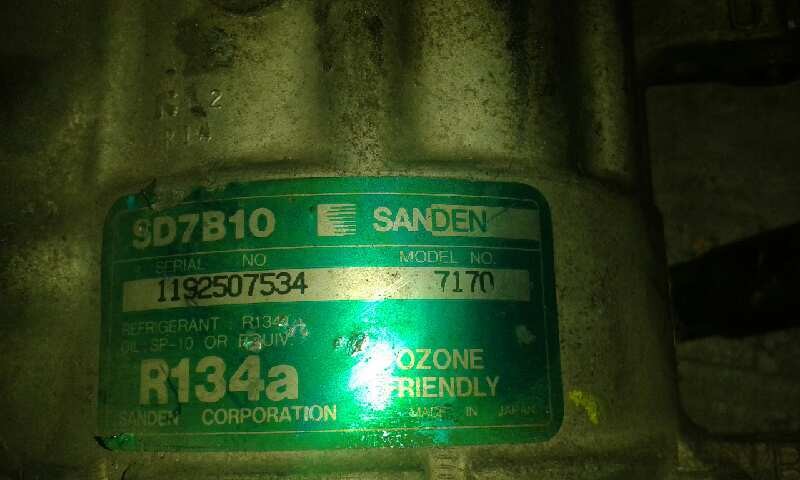 SD7B10 SANDEN
SERIAL NO MODEL NO.
1192507534 7170
REFRIGERANT : R134a
OIL : SP-10 OR EQUIV
R134a OZONE
FRIENDLY
SANDEN CORPORATION MADE IN JAPAN